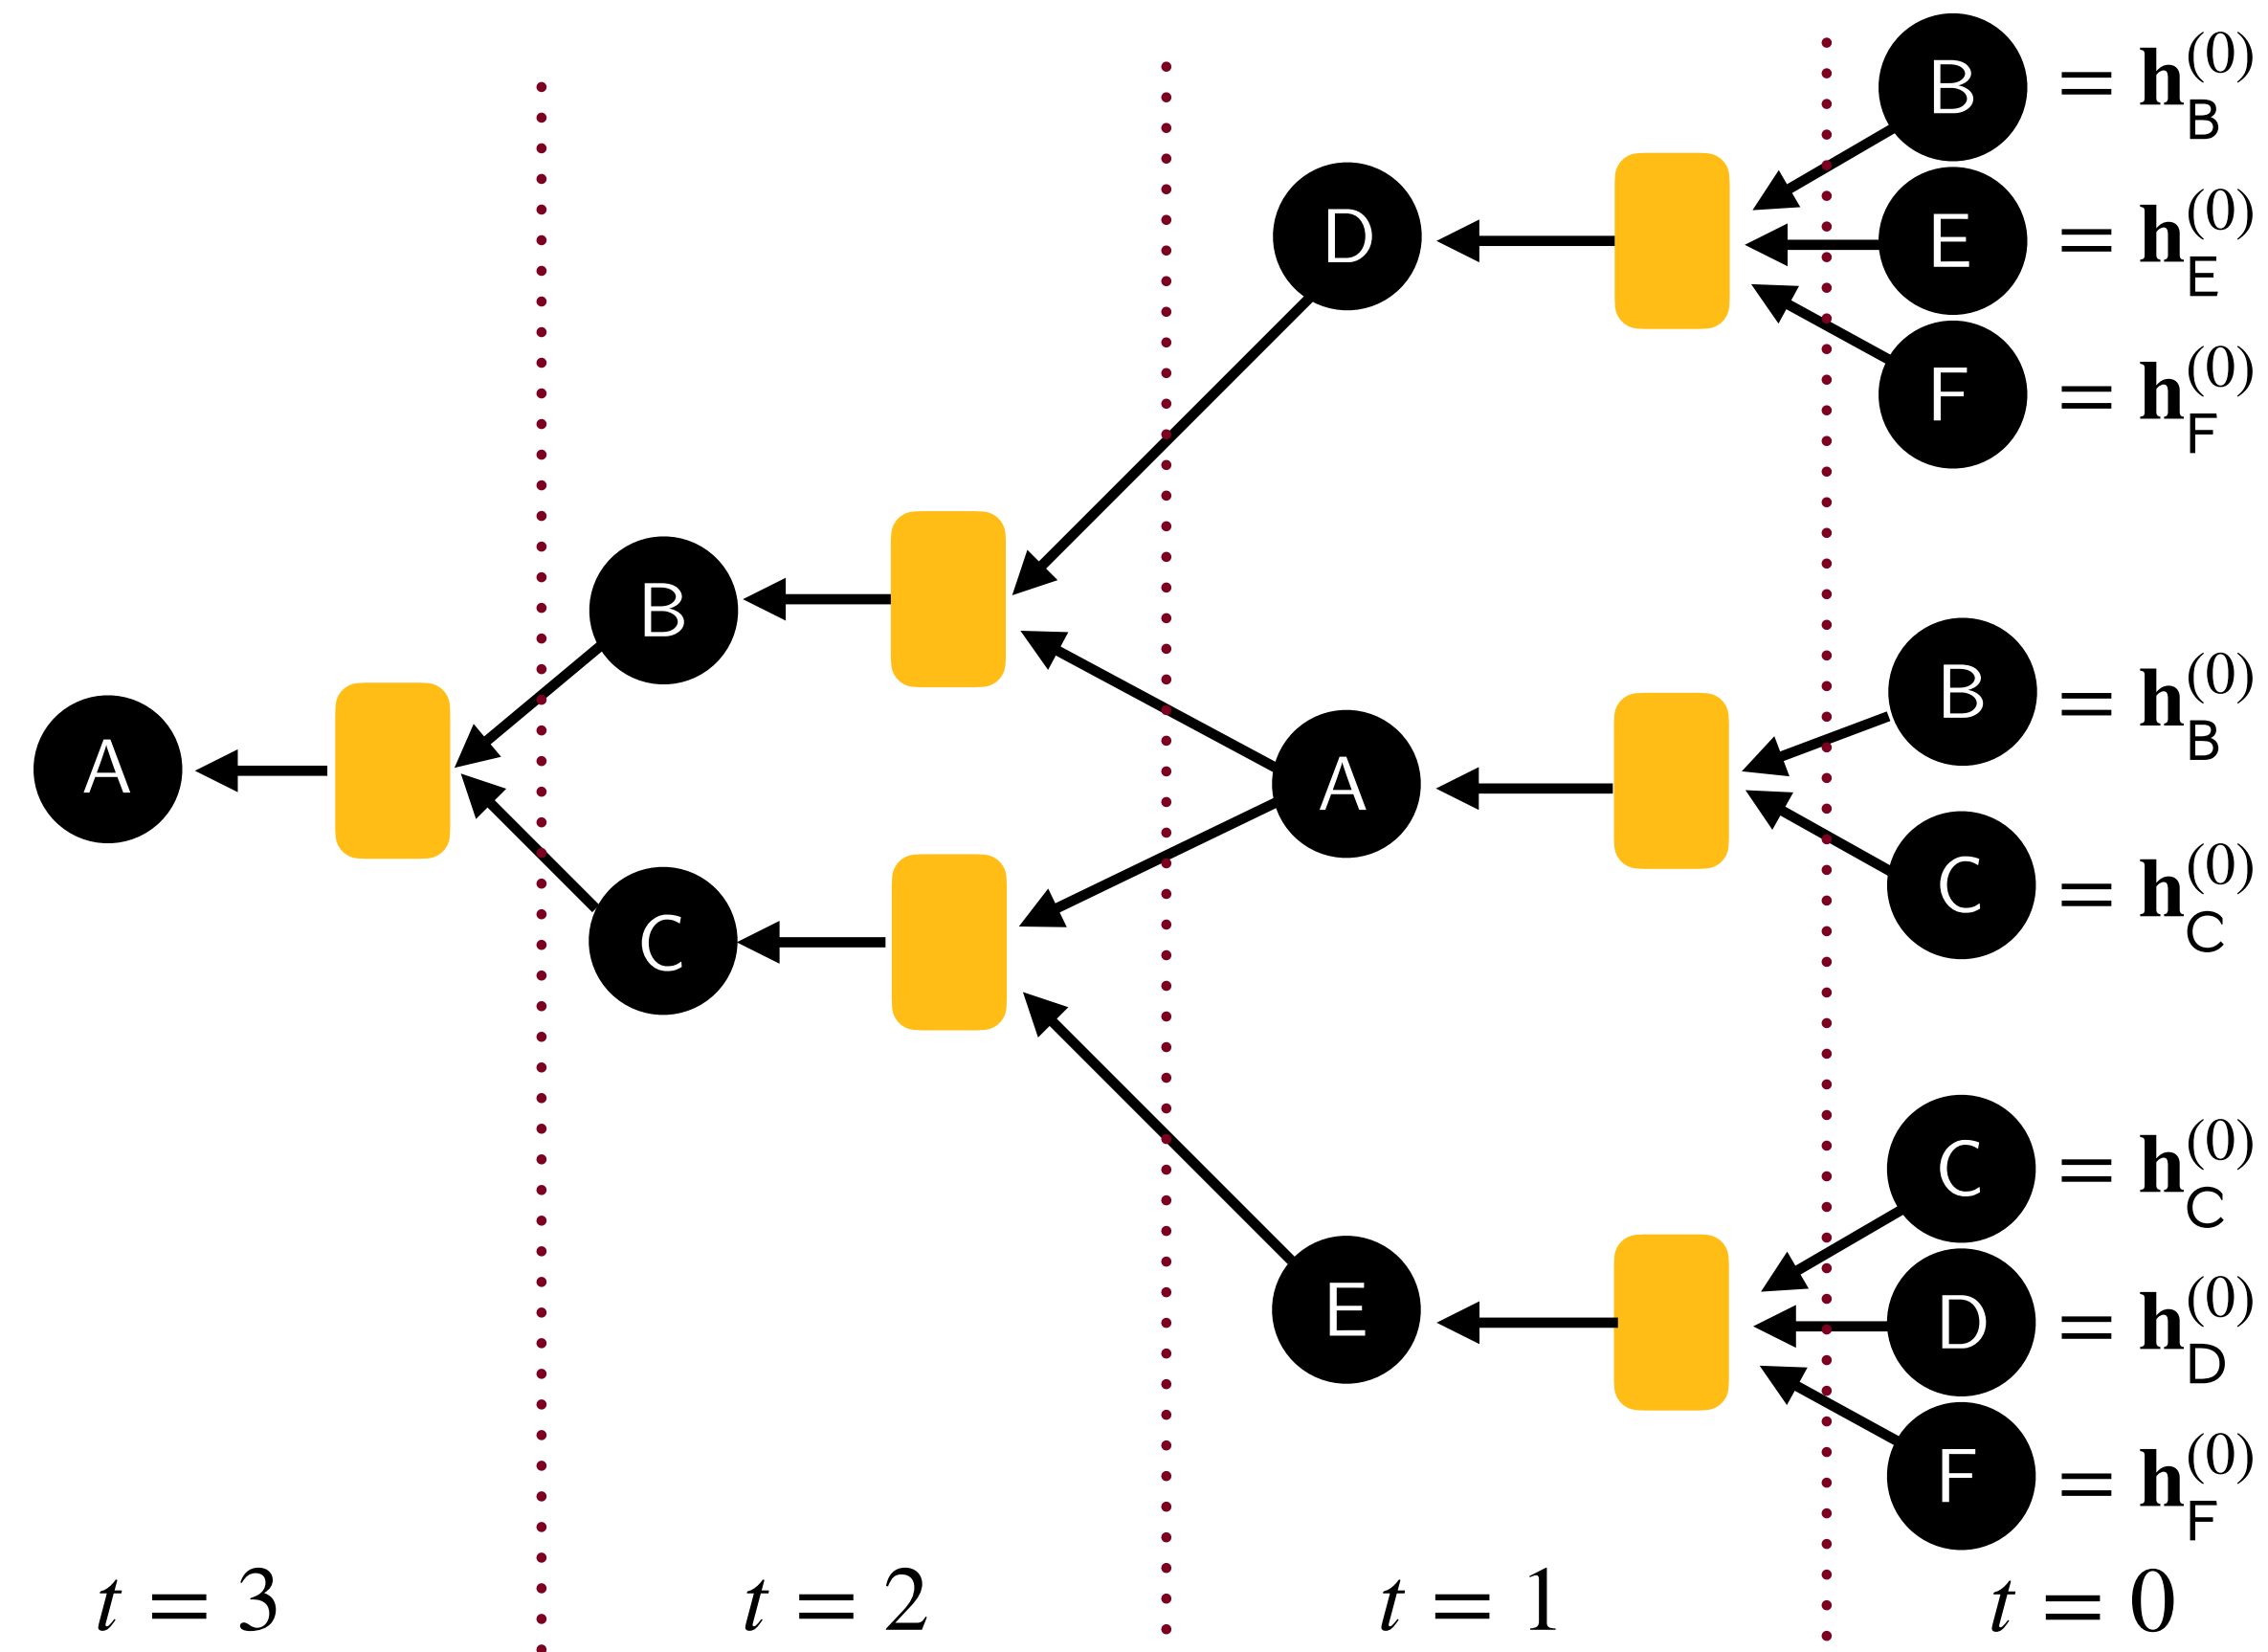 B = h_B^(0)
D
E = h_E^(0)
F = h_F^(0)
B
B = h_B^(0)
A
A
C = h_C^(0)
C
C = h_C^(0)
E
D = h_D^(0)
F = h_F^(0)
t = 3 t = 2 t = 1 t = 0